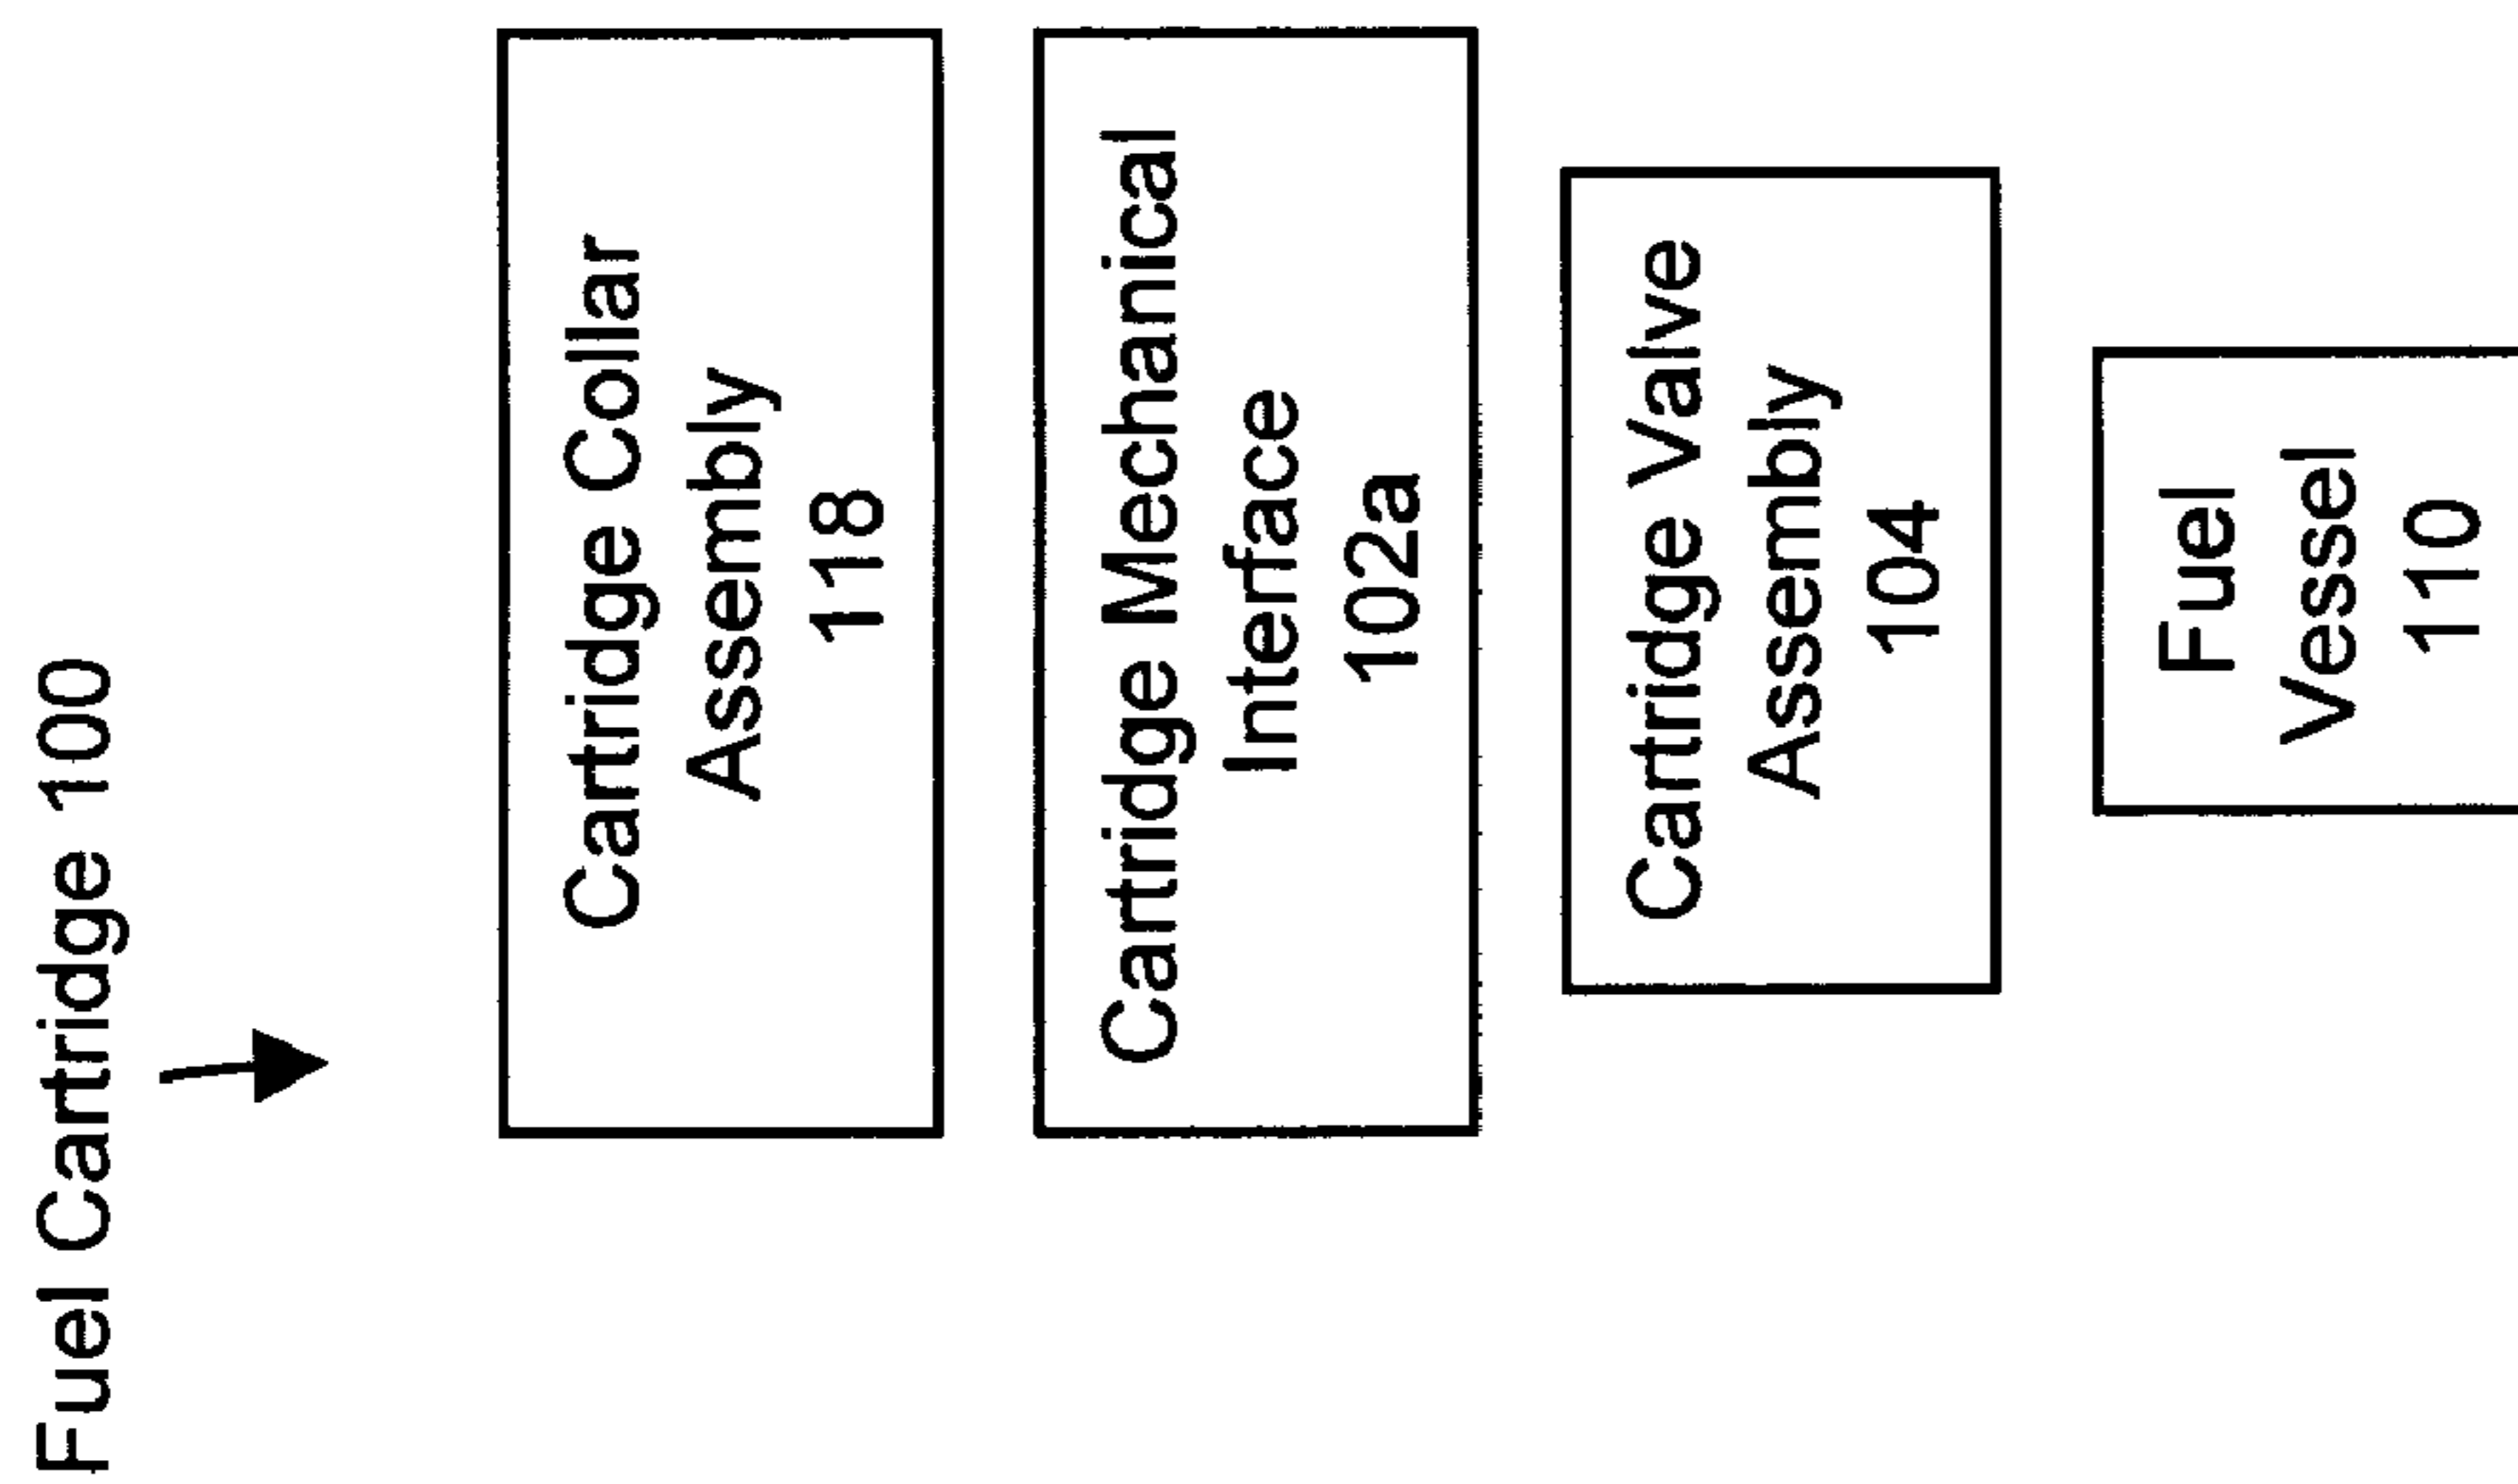 Fuel Cartridge 100
Cartridge Collar
Assembly
118
Cartridge Mechanical
Interface
102a
Cartridge Valve
Assembly
104
Fuel
Vessel
110